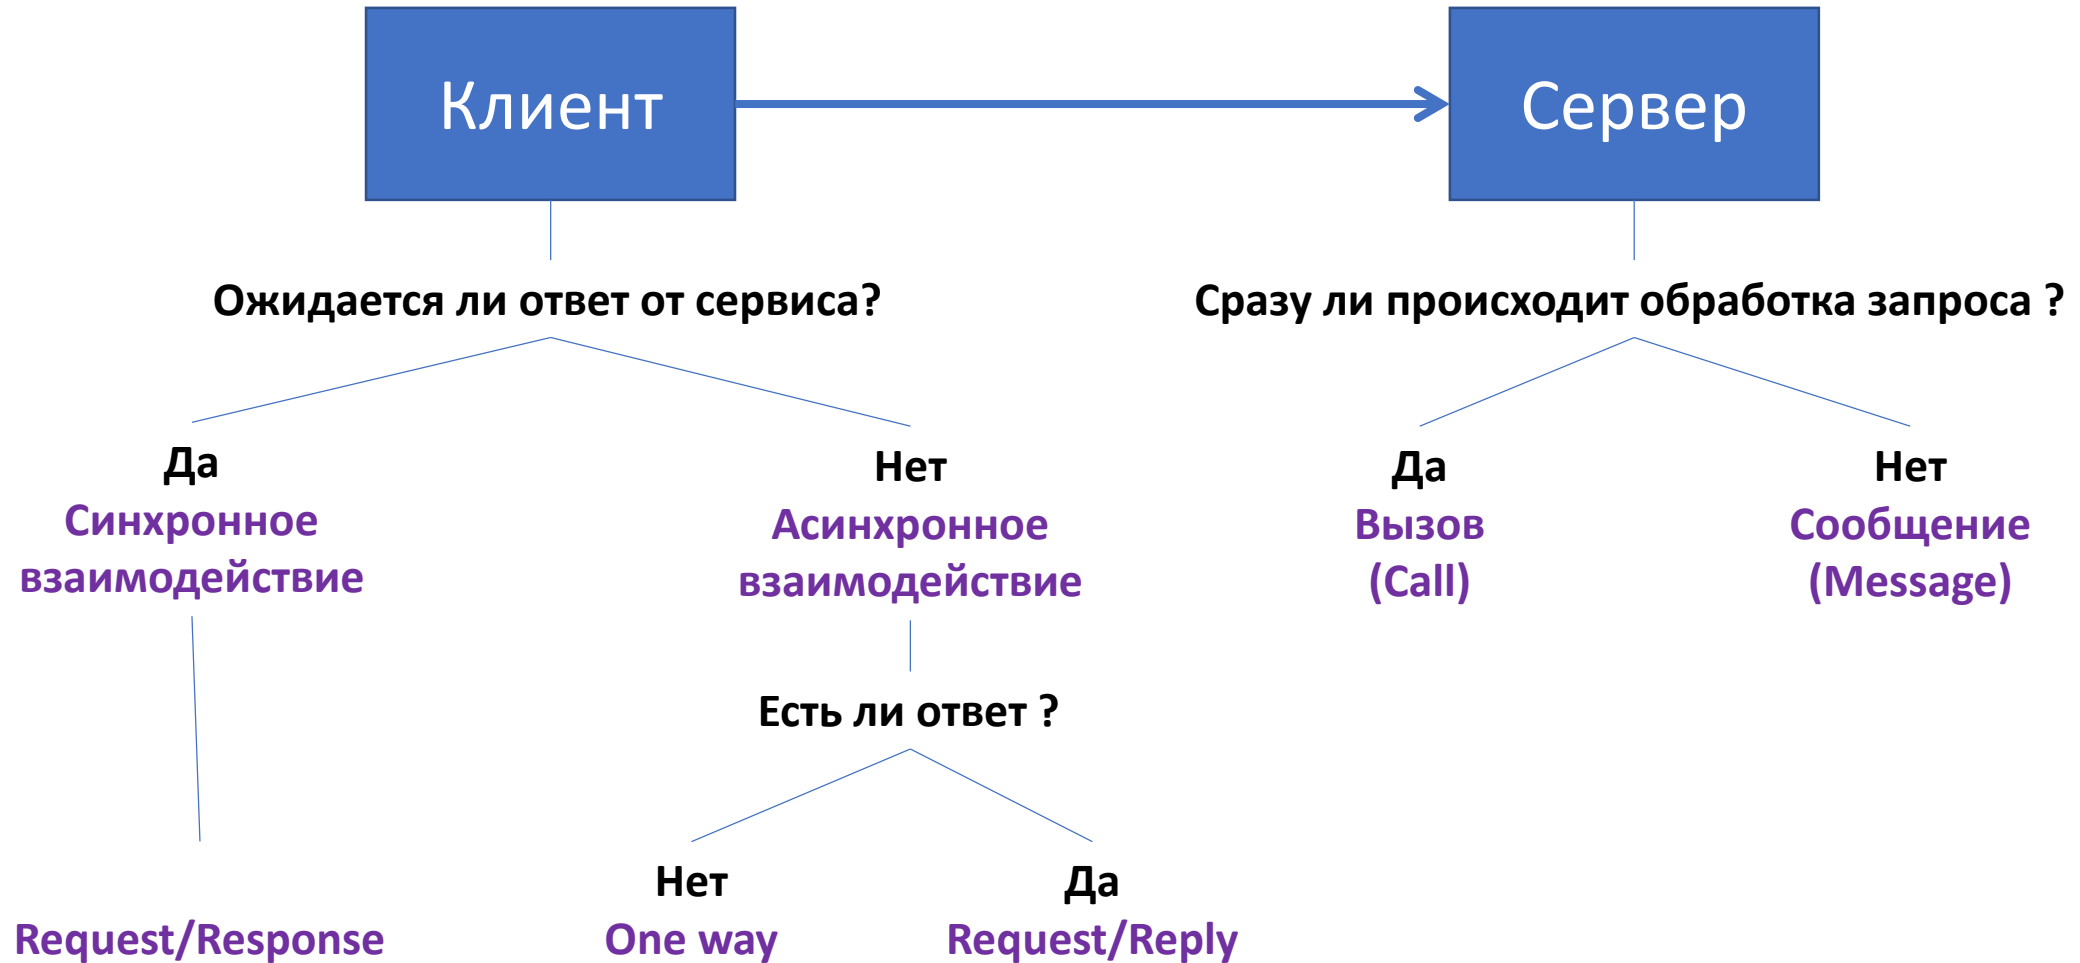 Клиент
Сервер
Ожидается ли ответ от сервиса?
Сразу ли происходит обработка запроса ?
Да
Синхронное
взаимодействие
Нет
Асинхронное
взаимодействие
Да
Вызов
(Call)
Нет
Сообщение
(Message)
Есть ли ответ ?
Request/Response
Нет
One way
Да
Request/Reply